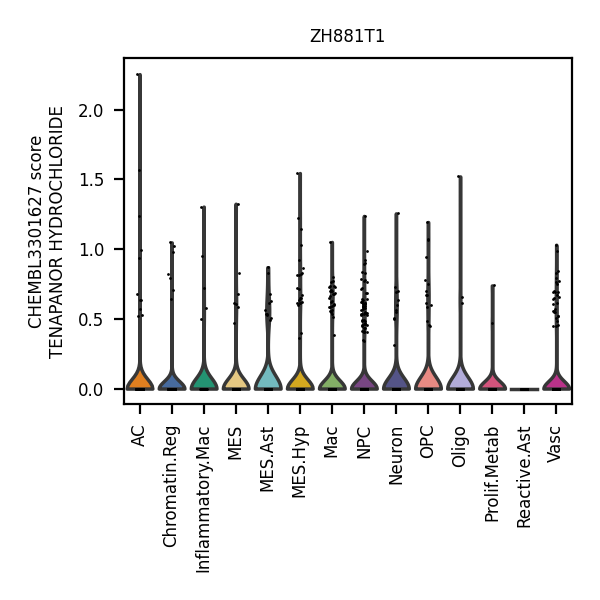 ZH881T1
CHEMBL3301627 score
TENAPANOR HYDROCHLORIDE
2.0
1.5
1.0
0.5
0.0
AC
Chromatin.Reg
Inflammatory.Mac
MES
MES.Ast
MES.Hyp
Mac
NPC
Neuron
OPC
Oligo
Prolif.Metab
Reactive.Ast
Vasc